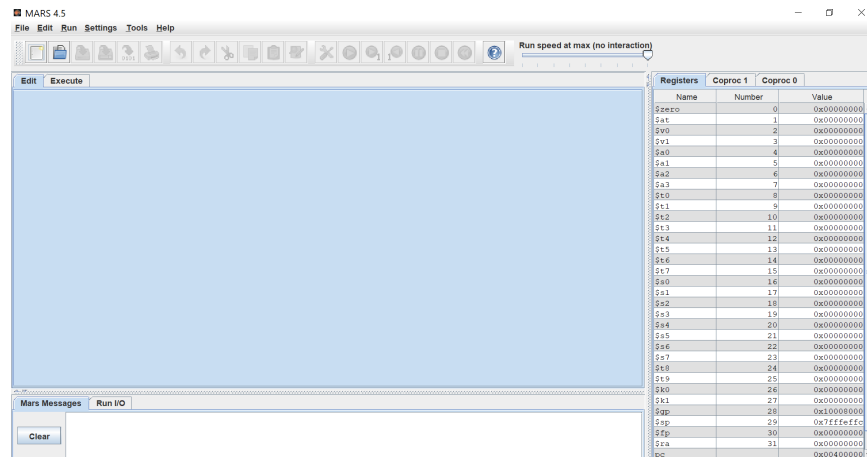 MARS 4.5
File Edit Run Settings Tools Help
Run speed at max (no interaction)
Edit Execute
Registers Coproc 1 Coproc 0
Name Number Value
$zero 0 0x00000000
$at 1 0x00000000
$v0 2 0x00000000
$v1 3 0x00000000
$a0 4 0x00000000
$a1 5 0x00000000
$a2 6 0x00000000
$a3 7 0x00000000
$t0 8 0x00000000
$t1 9 0x00000000
$t2 10 0x00000000
$t3 11 0x00000000
$t4 12 0x00000000
$t5 13 0x00000000
$t6 14 0x00000000
$t7 15 0x00000000
$s0 16 0x00000000
$s1 17 0x00000000
$s2 18 0x00000000
$s3 19 0x00000000
$s4 20 0x00000000
$s5 21 0x00000000
$s6 22 0x00000000
$s7 23 0x00000000
$t8 24 0x00000000
$t9 25 0x00000000
$k0 26 0x00000000
$k1 27 0x00000000
$gp 28 0x10008000
$sp 29 0x7fffeffc
$fp 30 0x00000000
$ra 31 0x00000000
pc 0x00400000
Mars Messages Run I/O
Clear